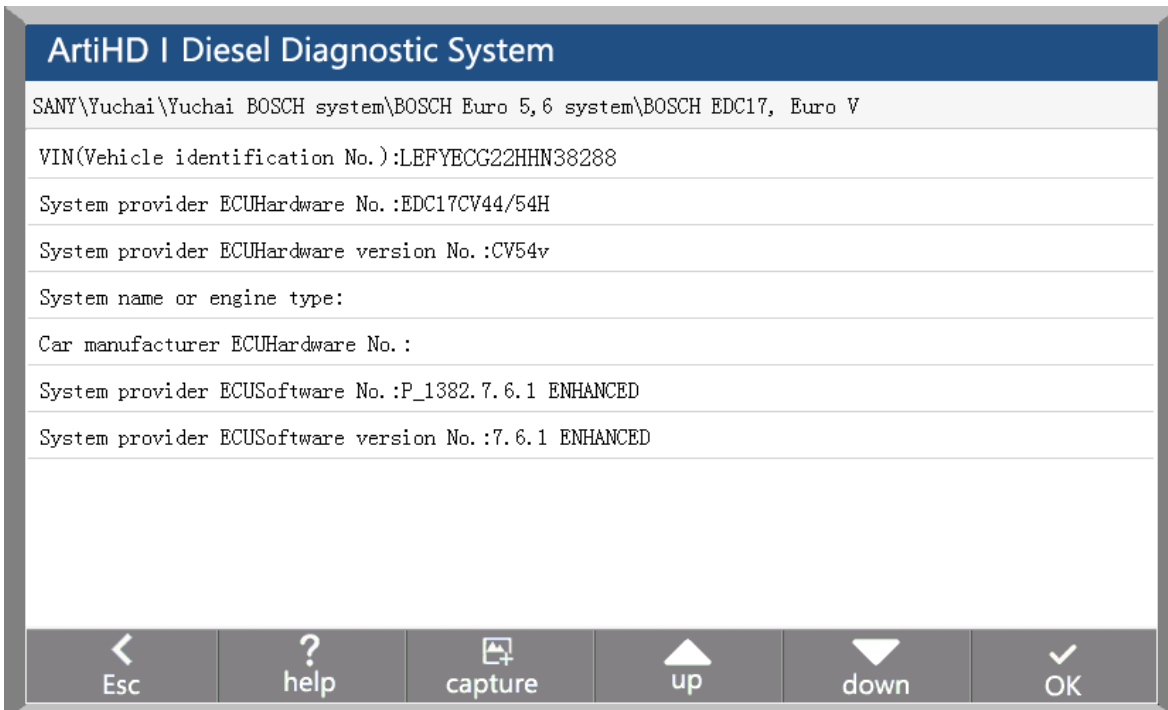 ArtiHD | Diesel Diagnostic System
SANY\Yuchai\Yuchai BOSCH system\BOSCH Euro 5,6 system\BOSCH EDC17, Euro V
VIN(Vehicle identification No.):LEFYECG22HHN38288
System provider ECUHardware No.:EDC17CV44/54H
System provider ECUHardware version No.:CV54v
System name or engine type:
Car manufacturer ECUHardware No.:
System provider ECUSoftware No.:P_1382.7.6.1 ENHANCED
System provider ECUSoftware version No.:7.6.1 ENHANCED
Esc
? help
capture
up
down
OK